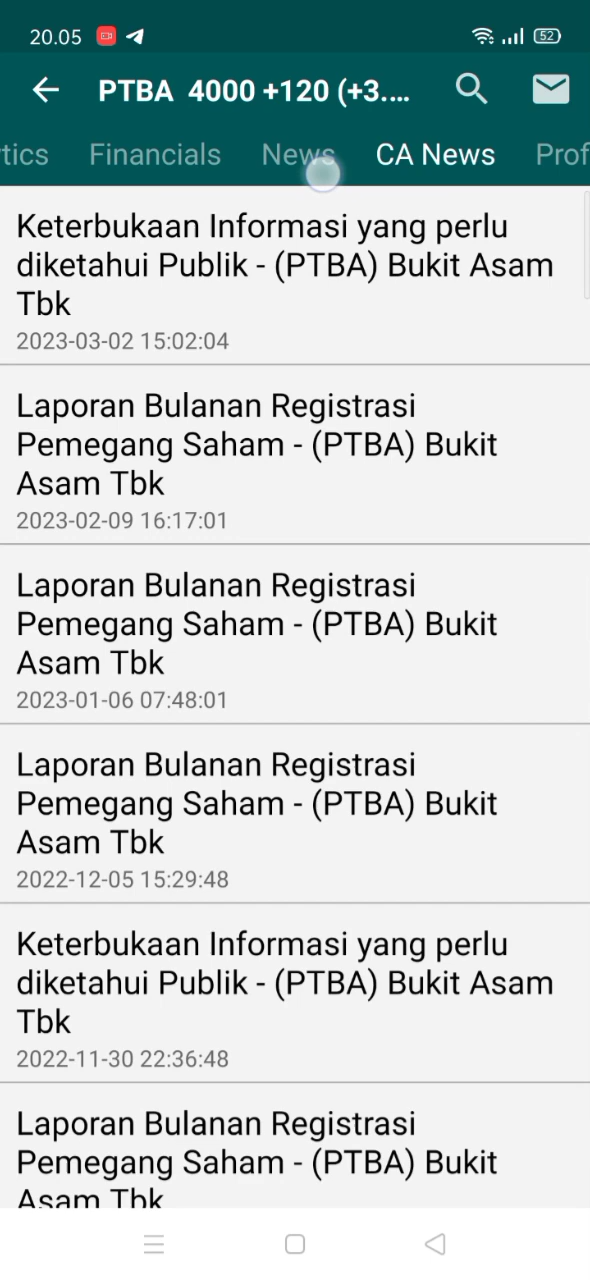 20.05
52
PTBA 4000 +120 (+3....
tics Financials News CA News Prof
Keterbukaan Informasi yang perlu
diketahui Publik - (PTBA) Bukit Asam
Tbk
2023-03-02 15:02:04
Laporan Bulanan Registrasi
Pemegang Saham - (PTBA) Bukit
Asam Tbk
2023-02-09 16:17:01
Laporan Bulanan Registrasi
Pemegang Saham - (PTBA) Bukit
Asam Tbk
2023-01-06 07:48:01
Laporan Bulanan Registrasi
Pemegang Saham - (PTBA) Bukit
Asam Tbk
2022-12-05 15:29:48
Keterbukaan Informasi yang perlu
diketahui Publik - (PTBA) Bukit Asam
Tbk
2022-11-30 22:36:48
Laporan Bulanan Registrasi
Pemegang Saham - (PTBA) Bukit
Asam Tbk